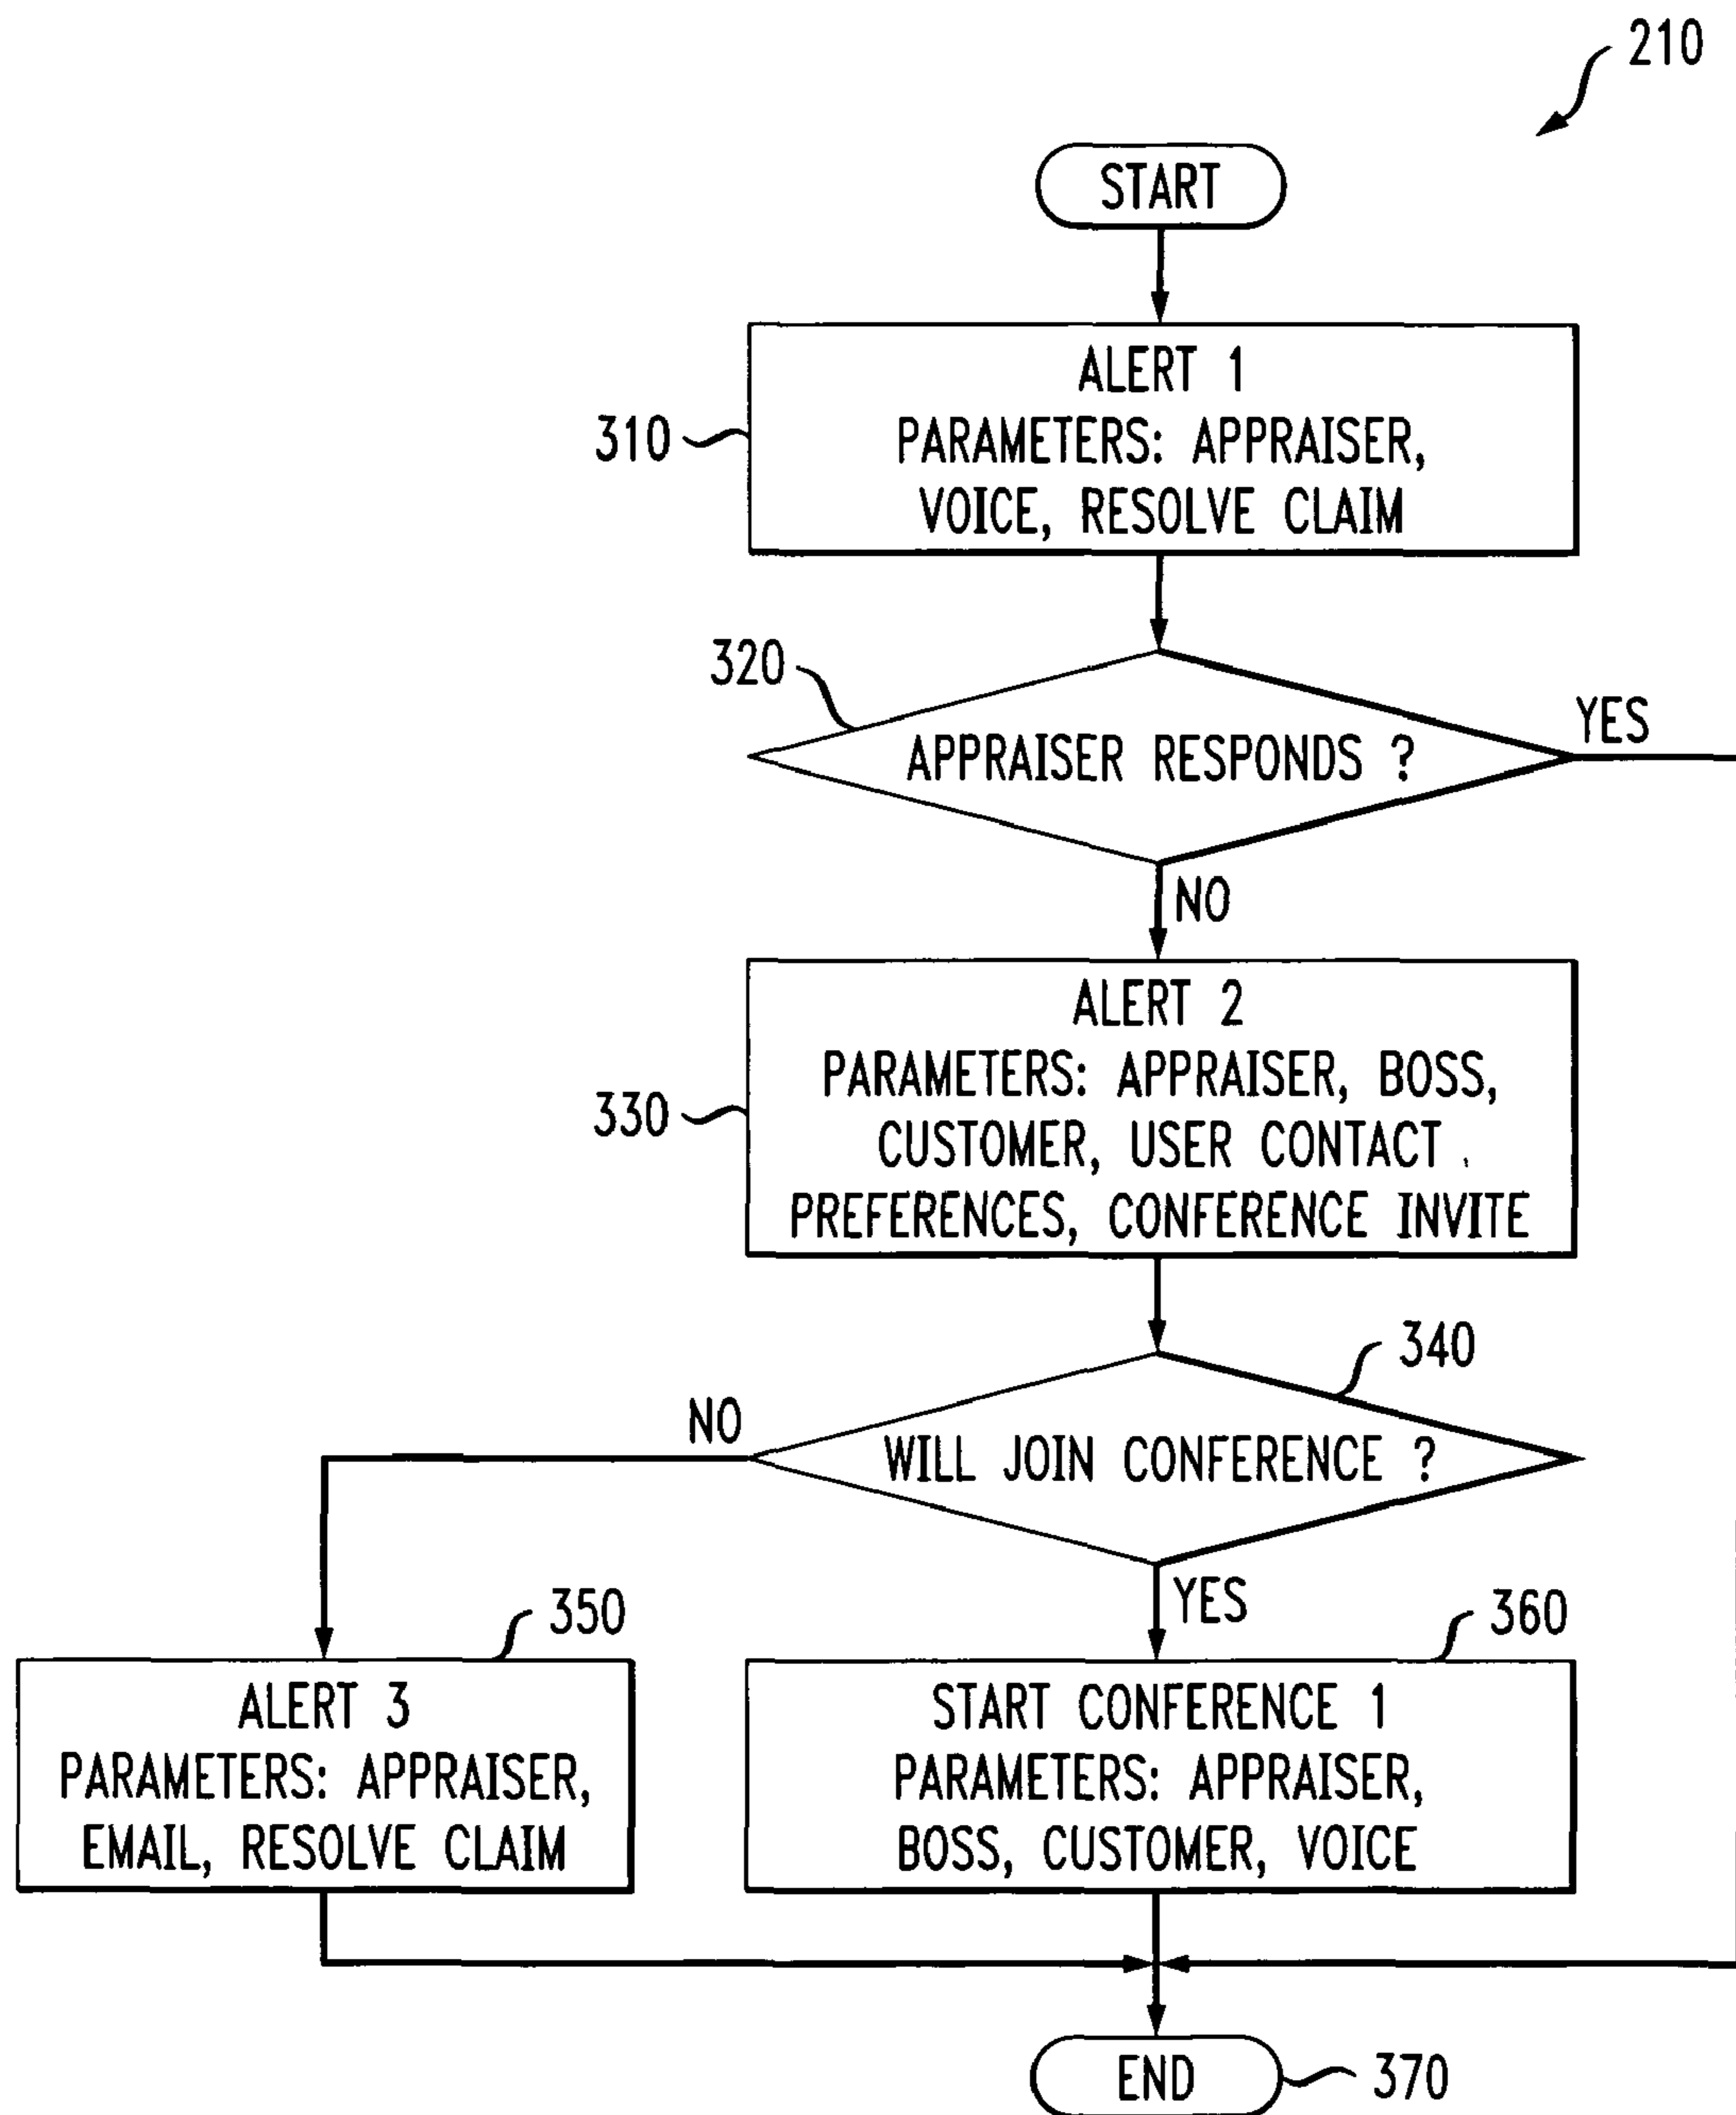 210
START
ALERT 1
PARAMETERS: APPRAISER,
VOICE, RESOLVE CLAIM
310
320
APPRAISER RESPONDS ?
YES
NO
ALERT 2
PARAMETERS: APPRAISER, BOSS,
CUSTOMER, USER CONTACT
PREFERENCES, CONFERENCE INVITE
330
340
WILL JOIN CONFERENCE ?
NO
YES
350
ALERT 3
PARAMETERS: APPRAISER,
EMAIL, RESOLVE CLAIM
360
START CONFERENCE 1
PARAMETERS: APPRAISER,
BOSS, CUSTOMER, VOICE
END
370